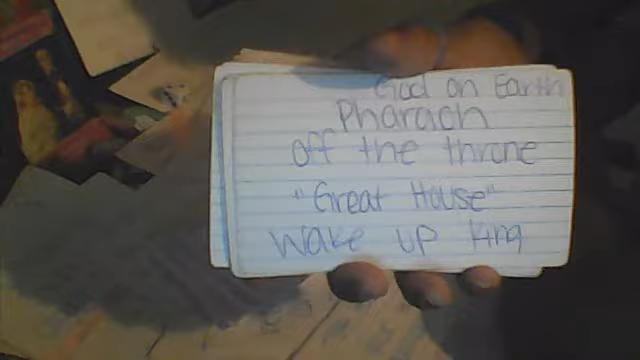 God on Earth
Pharaoh
off the throne
"Great House"
Wake up king